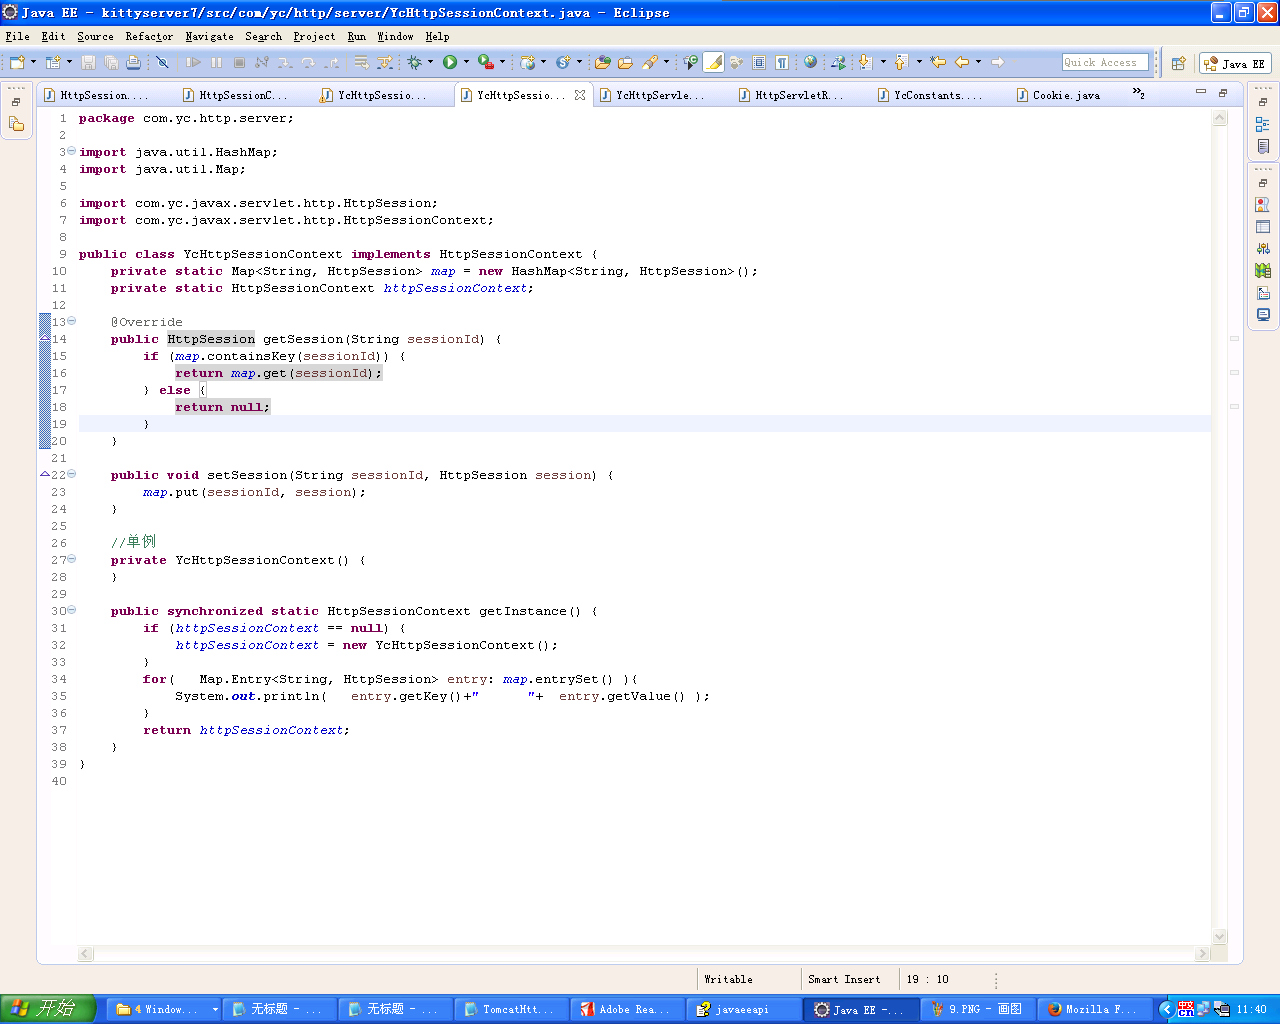 Java EE - kittyserver7/src/com/yc/http/server/YcHttpSessionContext.java - Eclipse
File Edit Source Refactor Navigate Search Project Run Window Help
Quick Access
Java EE
HttpSession....
HttpSessionC...
YcHttpSessio...
YcHttpSessio...
YcHttpServle...
HttpServletR...
YcConstants....
Cookie.java
»2
1 package com.yc.http.server;
2
3 import java.util.HashMap;
4 import java.util.Map;
5
6 import com.yc.javax.servlet.http.HttpSession;
7 import com.yc.javax.servlet.http.HttpSessionContext;
8
9 public class YcHttpSessionContext implements HttpSessionContext {
10     private static Map<String, HttpSession> map = new HashMap<String, HttpSession>();
11     private static HttpSessionContext httpSessionContext;
12
13     @Override
14     public HttpSession getSession(String sessionId) {
15         if (map.containsKey(sessionId)) {
16             return map.get(sessionId);
17         } else {
18             return null;
19         }
20     }
21
22     public void setSession(String sessionId, HttpSession session) {
23         map.put(sessionId, session);
24     }
25
26     //单例
27     private YcHttpSessionContext() {
28     }
29
30     public synchronized static HttpSessionContext getInstance() {
31         if (httpSessionContext == null) {
32             httpSessionContext = new YcHttpSessionContext();
33         }
34         for(   Map.Entry<String, HttpSession> entry: map.entrySet() ){
35             System.out.println(   entry.getKey()+"      "+  entry.getValue() );
36         }
37         return httpSessionContext;
38     }
39 }
40
Writable
Smart Insert
19 : 10
开始
4 Window...
无标题 - ...
无标题 - ...
TomcatHtt...
Adobe Rea...
javaeeapi
Java EE -...
9.PNG - 画图
Mozilla F...
11:40